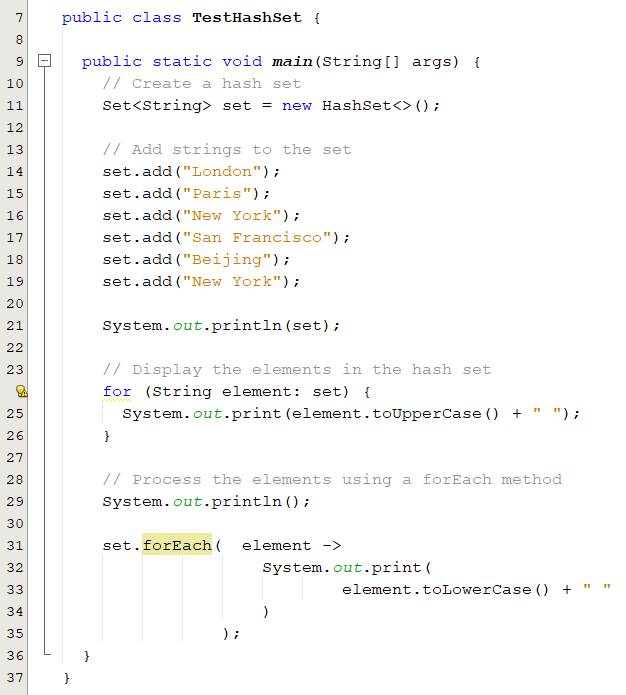 7 public class TestHashSet {
8
9 public static void main(String[] args) {
10 // Create a hash set
11 Set<String> set = new HashSet<>();
12
13 // Add strings to the set
14 set.add("London");
15 set.add("Paris");
16 set.add("New York");
17 set.add("San Francisco");
18 set.add("Beijing");
19 set.add("New York");
20
21 System.out.println(set);
22
23 // Display the elements in the hash set
for (String element: set) {
25 System.out.print(element.toUpperCase() + " ");
26 }
27
28 // Process the elements using a forEach method
29 System.out.println();
30
31 set.forEach( element ->
32 System.out.print(
33 element.toLowerCase() + " "
34 )
35 );
36 }
37 }